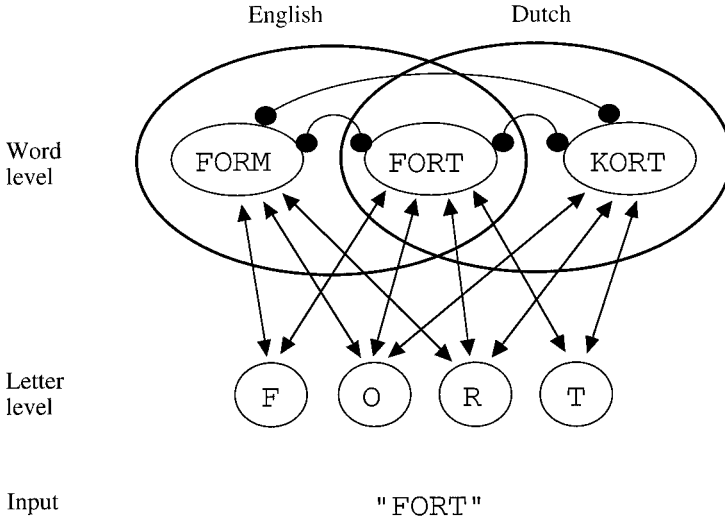 English Dutch
Word
level
FORM FORT KORT
Letter
level
F O R T
Input "FORT"